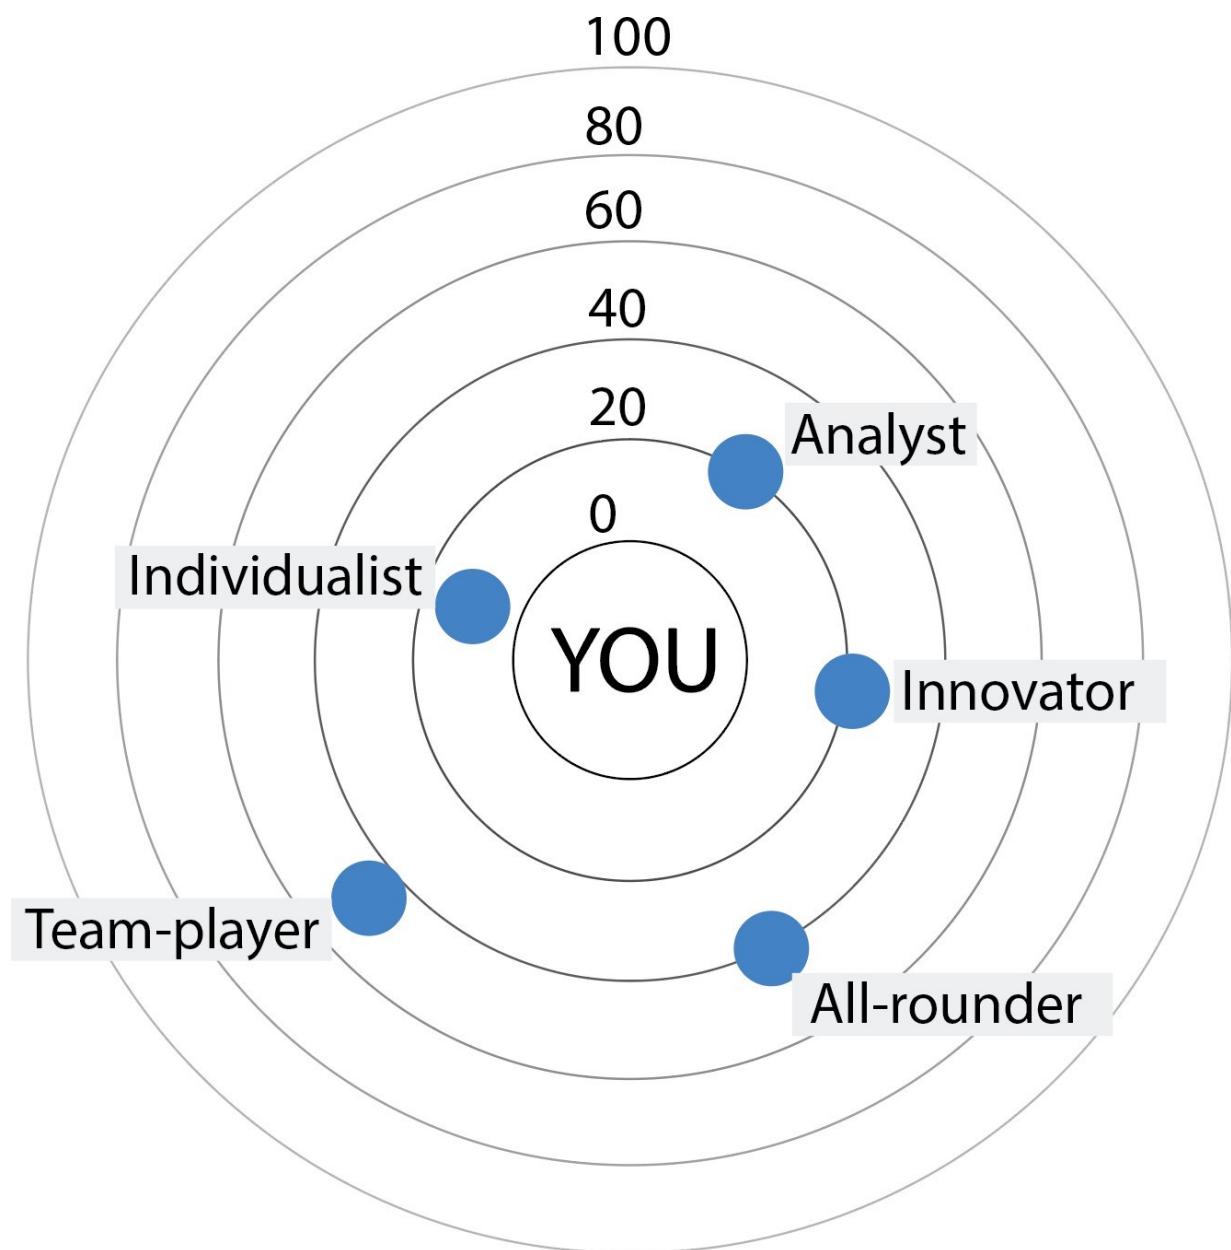 100
80
60
40
20
Analyst
0
Individualist
YOU
Innovator
Team-player
All-rounder